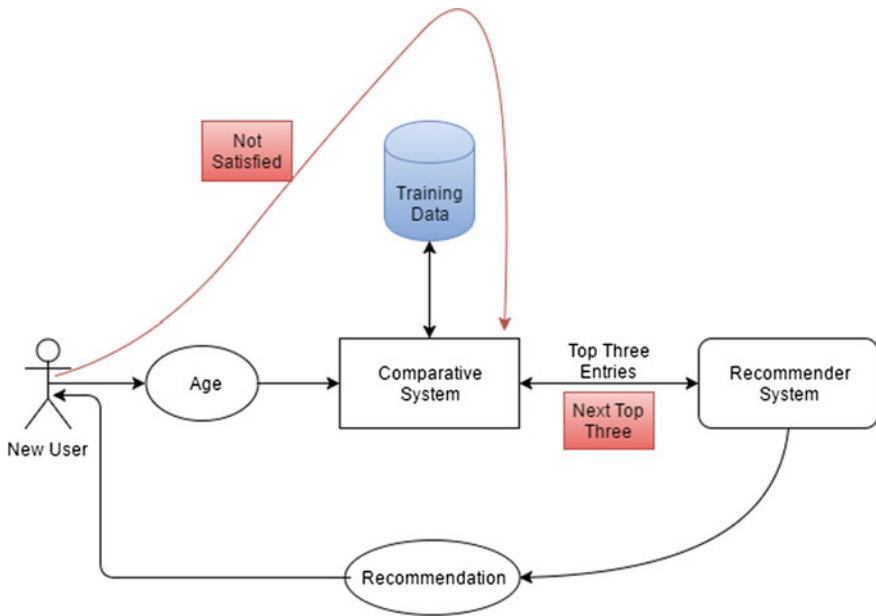 Not
Satisfied
Training
Data
Top Three
Entries
Age
Comparative
System
Recommender
System
Next Top
Three
New User
Recommendation